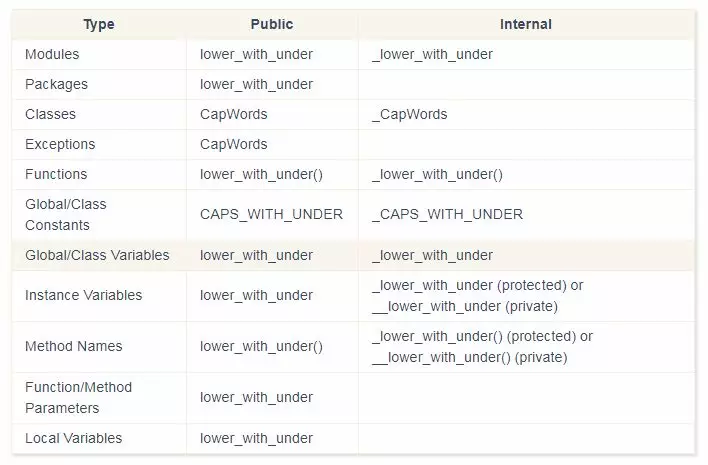 Type Public Internal
Modules lower_with_under _lower_with_under
Packages lower_with_under
Classes CapWords _CapWords
Exceptions CapWords
Functions lower_with_under() _lower_with_under()
Global/Class
Constants CAPS_WITH_UNDER _CAPS_WITH_UNDER
Global/Class Variables lower_with_under _lower_with_under
Instance Variables lower_with_under _lower_with_under (protected) or
__lower_with_under (private)
Method Names lower_with_under() _lower_with_under() (protected) or
__lower_with_under() (private)
Function/Method
Parameters lower_with_under
Local Variables lower_with_under